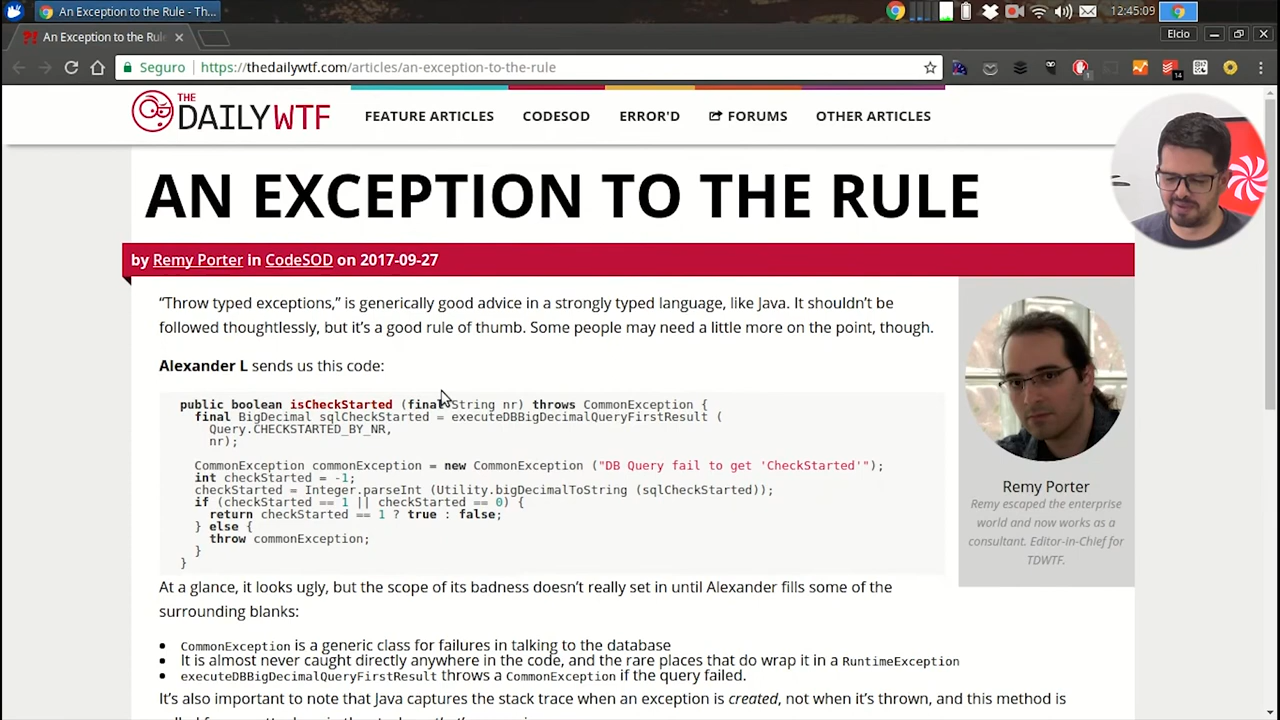 An Exception to the Rule - Th...
12:45:09
An Exception to the Rul
Elcio
Seguro
https://thedailywtf.com/articles/an-exception-to-the-rule
1
14
THE
DAILYWTF
FEATURE ARTICLES
CODESOD
ERROR'D
FORUMS
OTHER ARTICLES
AN EXCEPTION TO THE RULE
by Remy Porter in CodeSOD on 2017-09-27
“Throw typed exceptions,” is generically good advice in a strongly typed language, like Java. It shouldn’t be
followed thoughtlessly, but it’s a good rule of thumb. Some people may need a little more on the point, though.
Alexander L sends us this code:
public boolean isCheckStarted (final String nr) throws CommonException {
final BigDecimal sqlCheckStarted = executeDBBigDecimalQueryFirstResult (
Query.CHECKSTARTED_BY_NR,
nr);
CommonException commonException = new CommonException ("DB Query fail to get 'CheckStarted'");
int checkStarted = -1;
checkStarted = Integer.parseInt (Utility.bigDecimalToString (sqlCheckStarted));
if (checkStarted == 1 || checkStarted == 0) {
return checkStarted == 1 ? true : false;
} else {
throw commonException;
}
}
Remy Porter
Remy escaped the enterprise
world and now works as a
consultant. Editor-in-Chief for
TDWTF.
At a glance, it looks ugly, but the scope of its badness doesn’t really set in until Alexander fills some of the
surrounding blanks:
• CommonException is a generic class for failures in talking to the database
• It is almost never caught directly anywhere in the code, and the rare places that do wrap it in a RuntimeException
• executeDBBigDecimalQueryFirstResult throws a CommonException if the query failed.
It’s also important to note that Java captures the stack trace when an exception is created, not when it’s thrown, and this method is